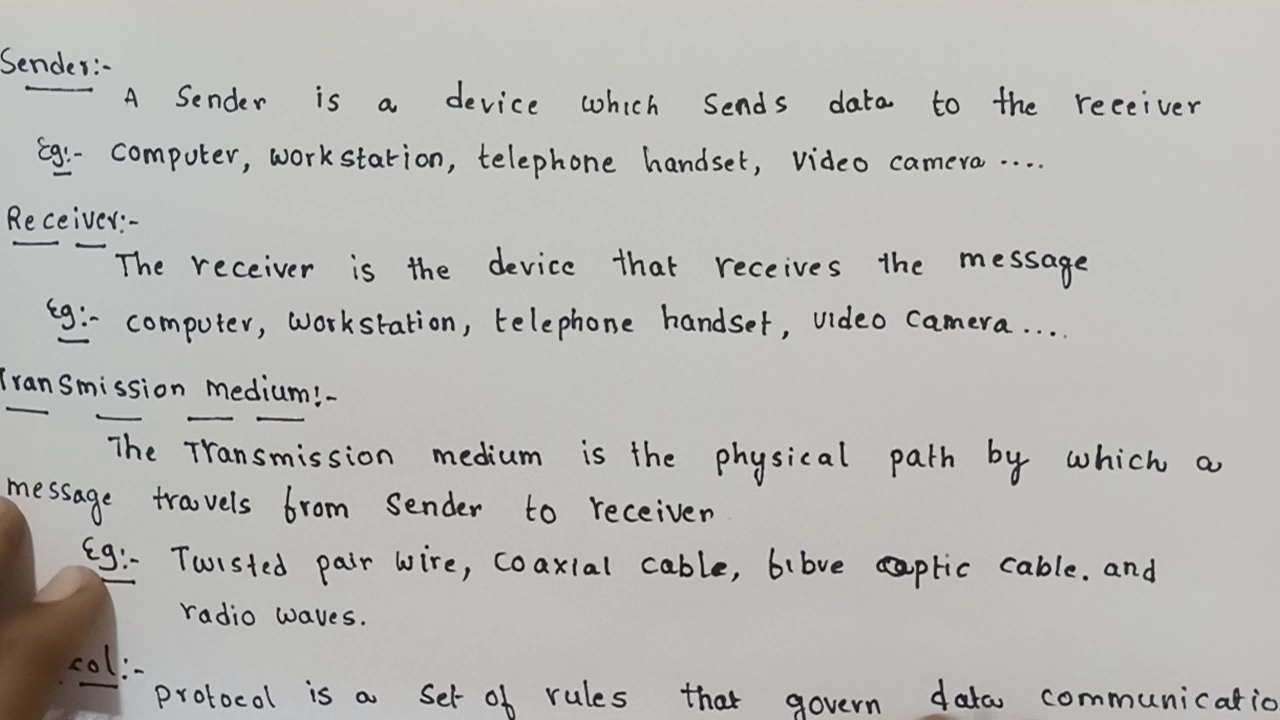 Sender:-
A Sender is a device which sends data to the receiver
Eg:- computer, workstation, telephone handset, video camera ....
Receiver:-
The receiver is the device that receives the message
Eg:- computer, workstation, telephone handset, video camera ....
Transmission medium:-
The Transmission medium is the physical path by which a
message travels from sender to receiver
Eg:- Twisted pair wire, coaxial cable, fibve optic cable. and
radio waves.
col:-
protocol is a set of rules that govern data communicatio